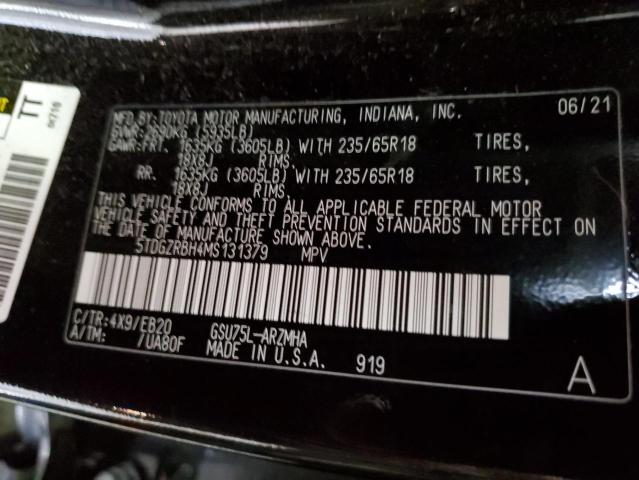 TT
MFD.BY:TOYOTA MOTOR MANUFACTURING, INDIANA, INC. 06/21
GVWR:2690KG (5935LB)
GAWR:FRT. 1635KG (3605LB) WITH 235/65R18 TIRES,
18X8J RIMS.
RR. 1635KG (3605LB) WITH 235/65R18 TIRES,
18X8J RIMS.
THIS VEHICLE CONFORMS TO ALL APPLICABLE FEDERAL MOTOR
VEHICLE SAFETY AND THEFT PREVENTION STANDARDS IN EFFECT ON
THE DATE OF MANUFACTURE SHOWN ABOVE.
5TDGZRBH4MS131379 MPV
C/TR:4X9/EB20 GSU75L-ARZMHA
A/TM: /UA80F MADE IN U.S.A. 919
A